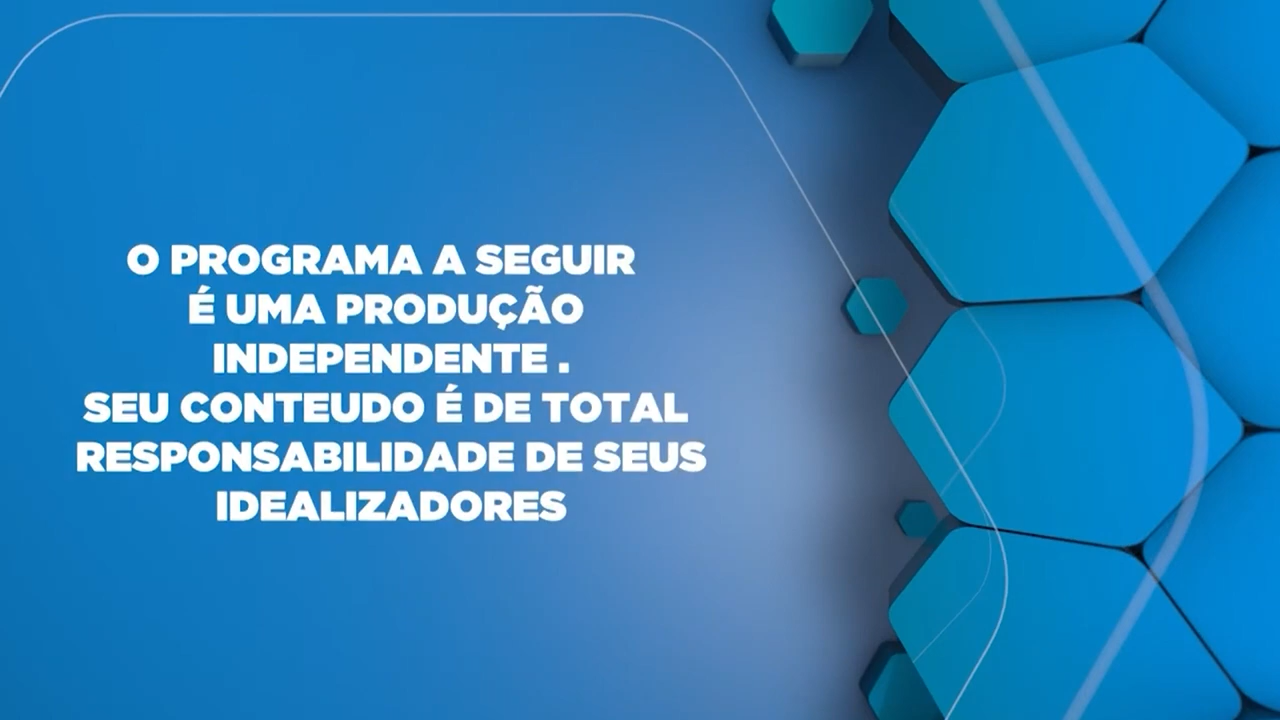 O PROGRAMA A SEGUIR
É UMA PRODUÇÃO
INDEPENDENTE .
SEU CONTEUDO É DE TOTAL
RESPONSABILIDADE DE SEUS
IDEALIZADORES